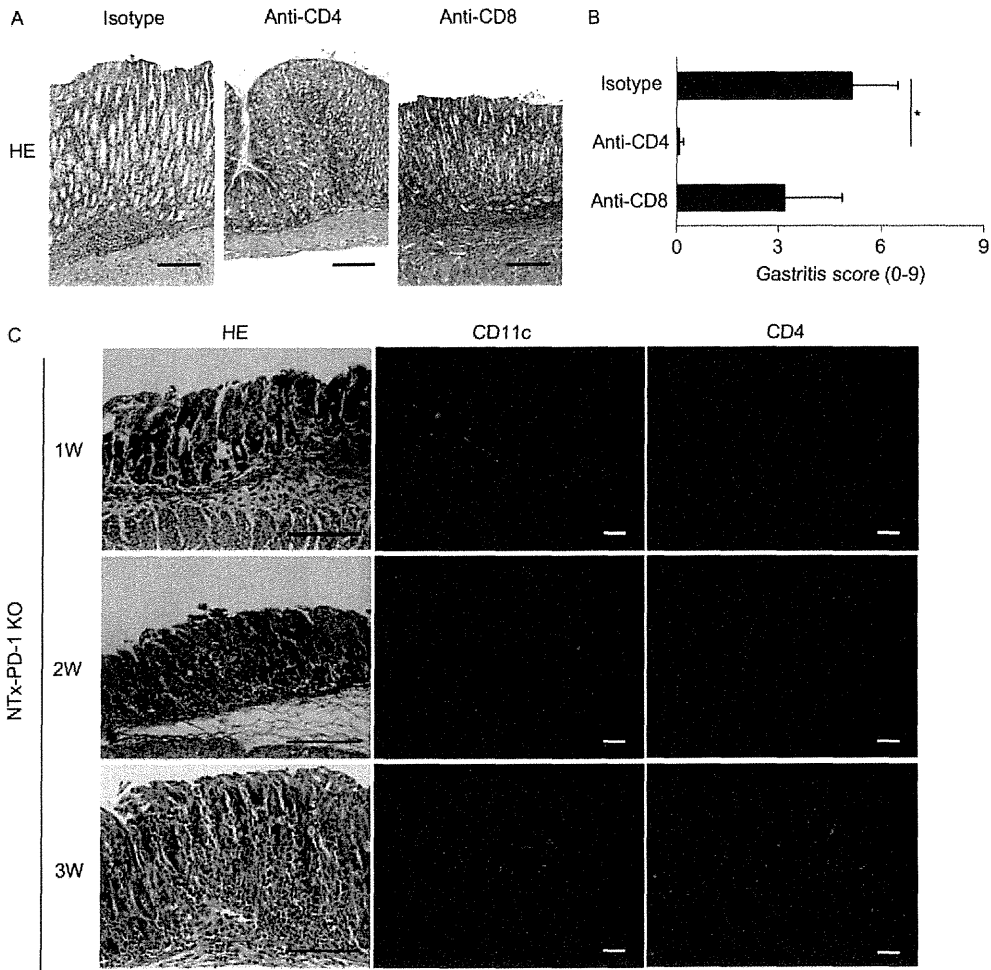 A
Isotype
Anti-CD4
Anti-CD8
HE
B
Isotype
Anti-CD4
Anti-CD8
*
0
3
6
9
Gastritis score (0-9)
C
HE
CD11c
CD4
NTx-PD-1 KO
1W
2W
3W